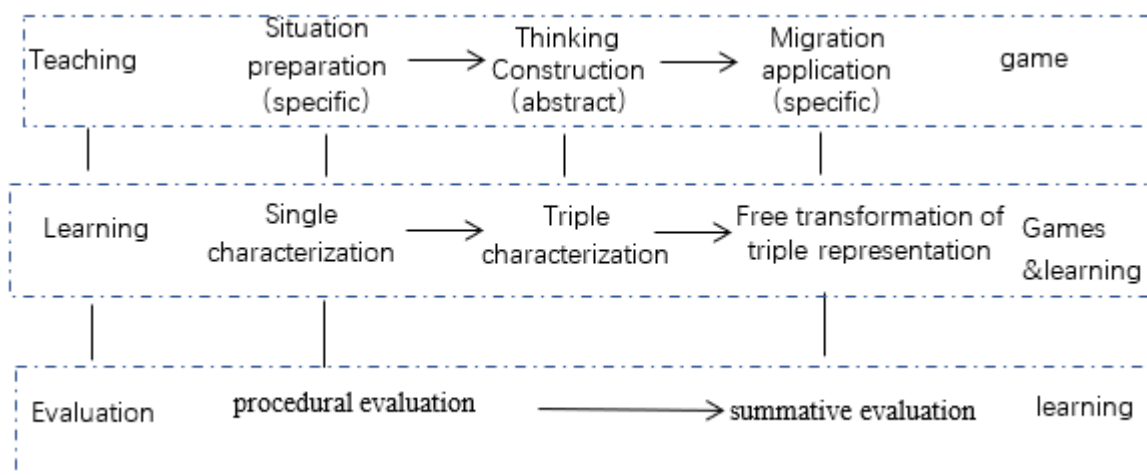 Teaching
Situation
preparation
(specific)
Thinking
Construction
(abstract)
Migration
application
(specific)
game
Learning
Single
characterization
Triple
characterization
Free transformation of
triple representation
Games
&learning
Evaluation
procedural evaluation
summative evaluation
learning